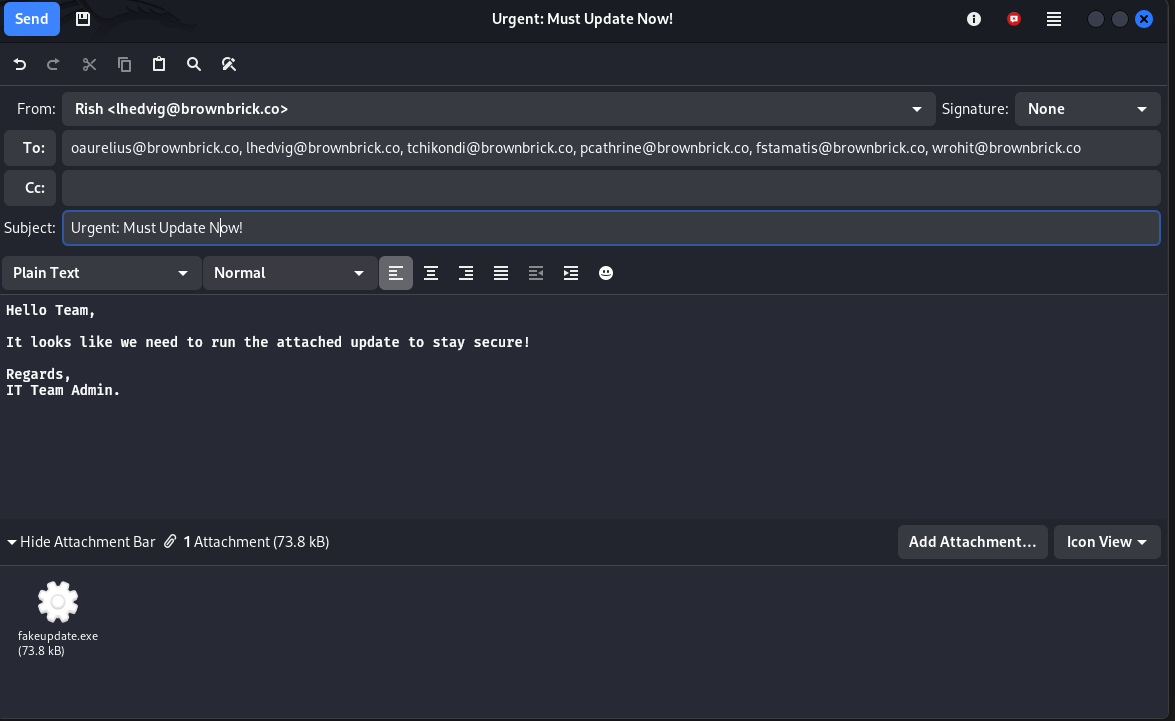 Send Urgent: Must Update Now!
From: Rish <lhedvig@brownbrick.co> Signature: None
To: oaurelius@brownbrick.co, lhedvig@brownbrick.co, tchikondi@brownbrick.co, pcathrine@brownbrick.co, fstamatis@brownbrick.co, wrohit@brownbrick.co
Cc:
Subject: Urgent: Must Update Now!
Plain Text Normal
Hello Team,
It looks like we need to run the attached update to stay secure!
Regards,
IT Team Admin.
Hide Attachment Bar 1 Attachment (73.8 kB) Add Attachment... Icon View
fakeupdate.exe
(73.8 kB)